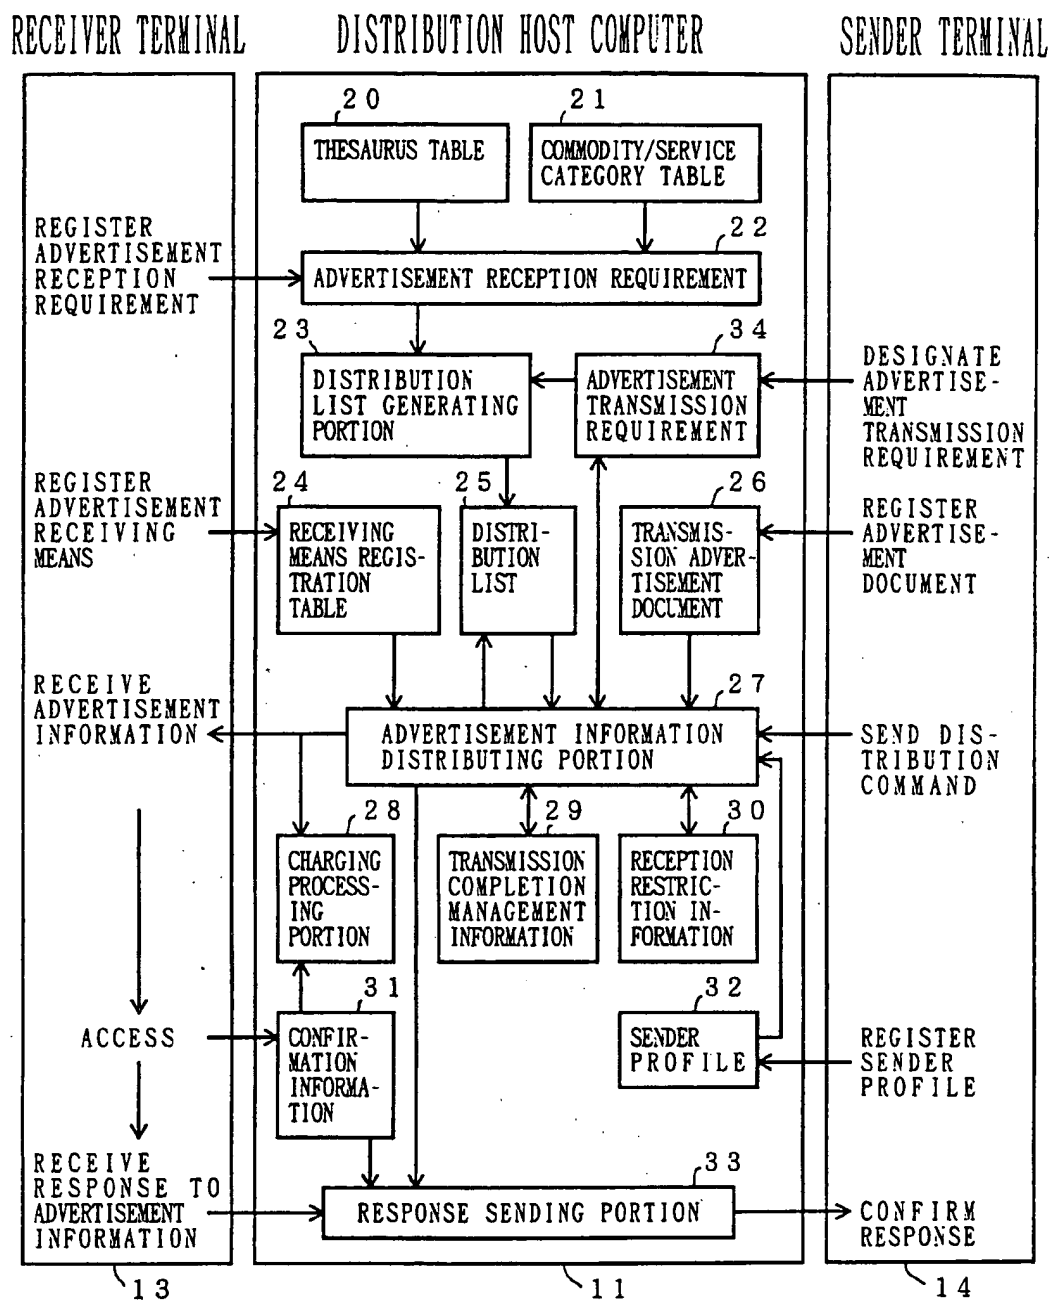 RECEIVER TERMINAL
DISTRIBUTION HOST COMPUTER
SENDER TERMINAL
20
21
THESAURUS TABLE
COMMODITY/SERVICE
CATEGORY TABLE
REGISTER
ADVERTISEMENT
RECEPTION
REQUIREMENT
22
ADVERTISEMENT RECEPTION REQUIREMENT
23
DISTRIBUTION
LIST GENERATING
PORTION
34
ADVERTISEMENT
TRANSMISSION
REQUIREMENT
DESIGNATE
ADVERTISE-
MENT
TRANSMISSION
REQUIREMENT
REGISTER
ADVERTISEMENT
RECEIVING
MEANS
24
RECEIVING
MEANS REGIS-
TRATION
TABLE
25
DISTRI-
BUTION
LIST
26
TRANSMIS-
SION ADVER-
TISEMENT
DOCUMENT
REGISTER
ADVERTISE-
MENT
DOCUMENT
RECEIVE
ADVERTISEMENT
INFORMATION
27
ADVERTISEMENT INFORMATION
DISTRIBUTING PORTION
SEND DIS-
TRIBUTION
COMMAND
28
CHARGING
PROCESS-
ING
PORTION
29
TRANSMISSION
COMPLETION
MANAGEMENT
INFORMATION
30
RECEPTION
RESTRIC-
TION IN-
FORMATION
ACCESS
31
CONFIR-
MATION
INFORMA-
TION
32
SENDER
PROFILE
REGISTER
SENDER
PROFILE
RECEIVE
RESPONSE TO
ADVERTISEMENT
INFORMATION
33
RESPONSE SENDING PORTION
CONFIRM
RESPONSE
13
11
14